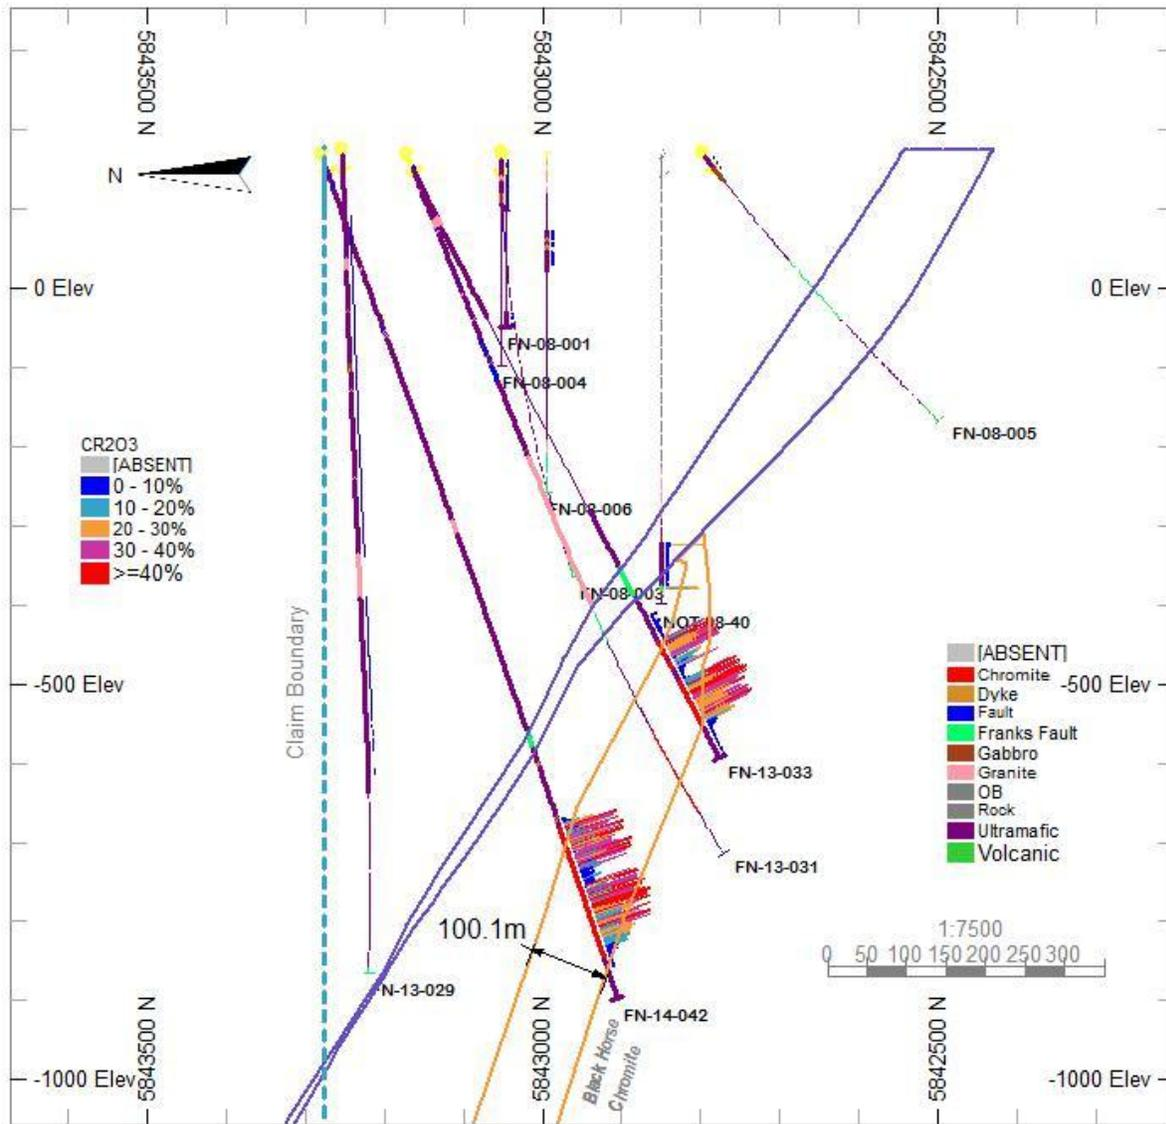 5843500 N
5843000 N
5842500 N
N
0 Elev
0 Elev
FN-08-001
FN-08-004
FN-08-005
CR2O3
[ABSENT]
0 - 10%
10 - 20%
20 - 30%
30 - 40%
>=40%
FN-08-006
FN-08-003
NOT-08-40
Claim Boundary
-500 Elev
-500 Elev
[ABSENT]
Chromite
Dyke
Fault
Franks Fault
Gabbro
Granite
OB
Rock
Ultramafic
Volcanic
FN-13-033
FN-13-031
100.1m
1:7500
0 50 100 150 200 250 300
N-13-029
FN-14-042
5843500 N
5843000 N
5842500 N
Black Horse
Chromite
-1000 Elev
-1000 Elev